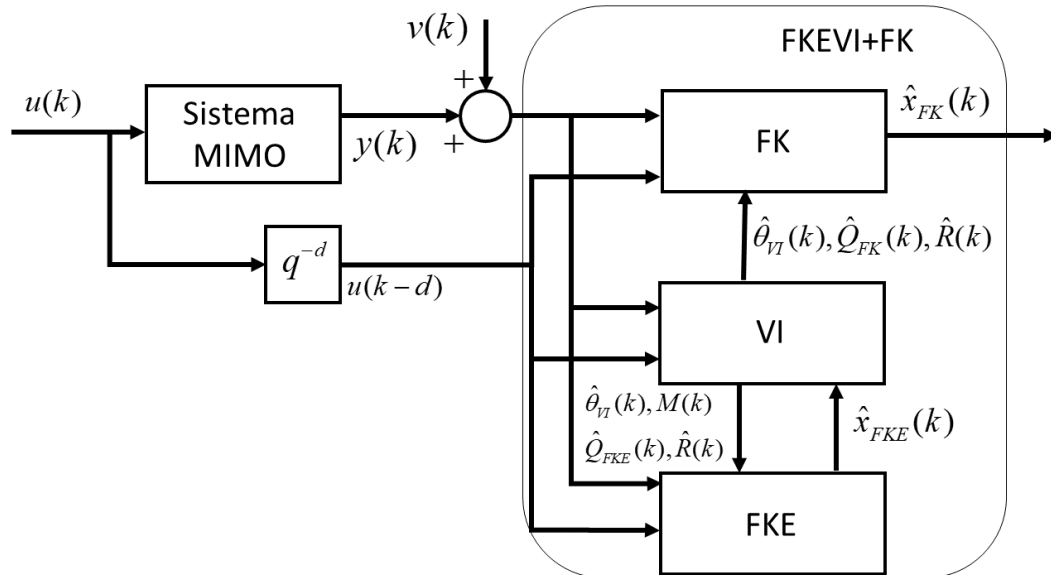 v(k)
FKEVI+FK
+
u(k)
Sistema
MIMO
y(k)
+
FK
x̂_FK(k)
θ̂_VI(k), Q̂_FK(k), R̂(k)
q^{-d}
u(k−d)
VI
θ̂_VI(k), M(k)
Q̂_FKE(k), R̂(k)
x̂_FKE(k)
FKE